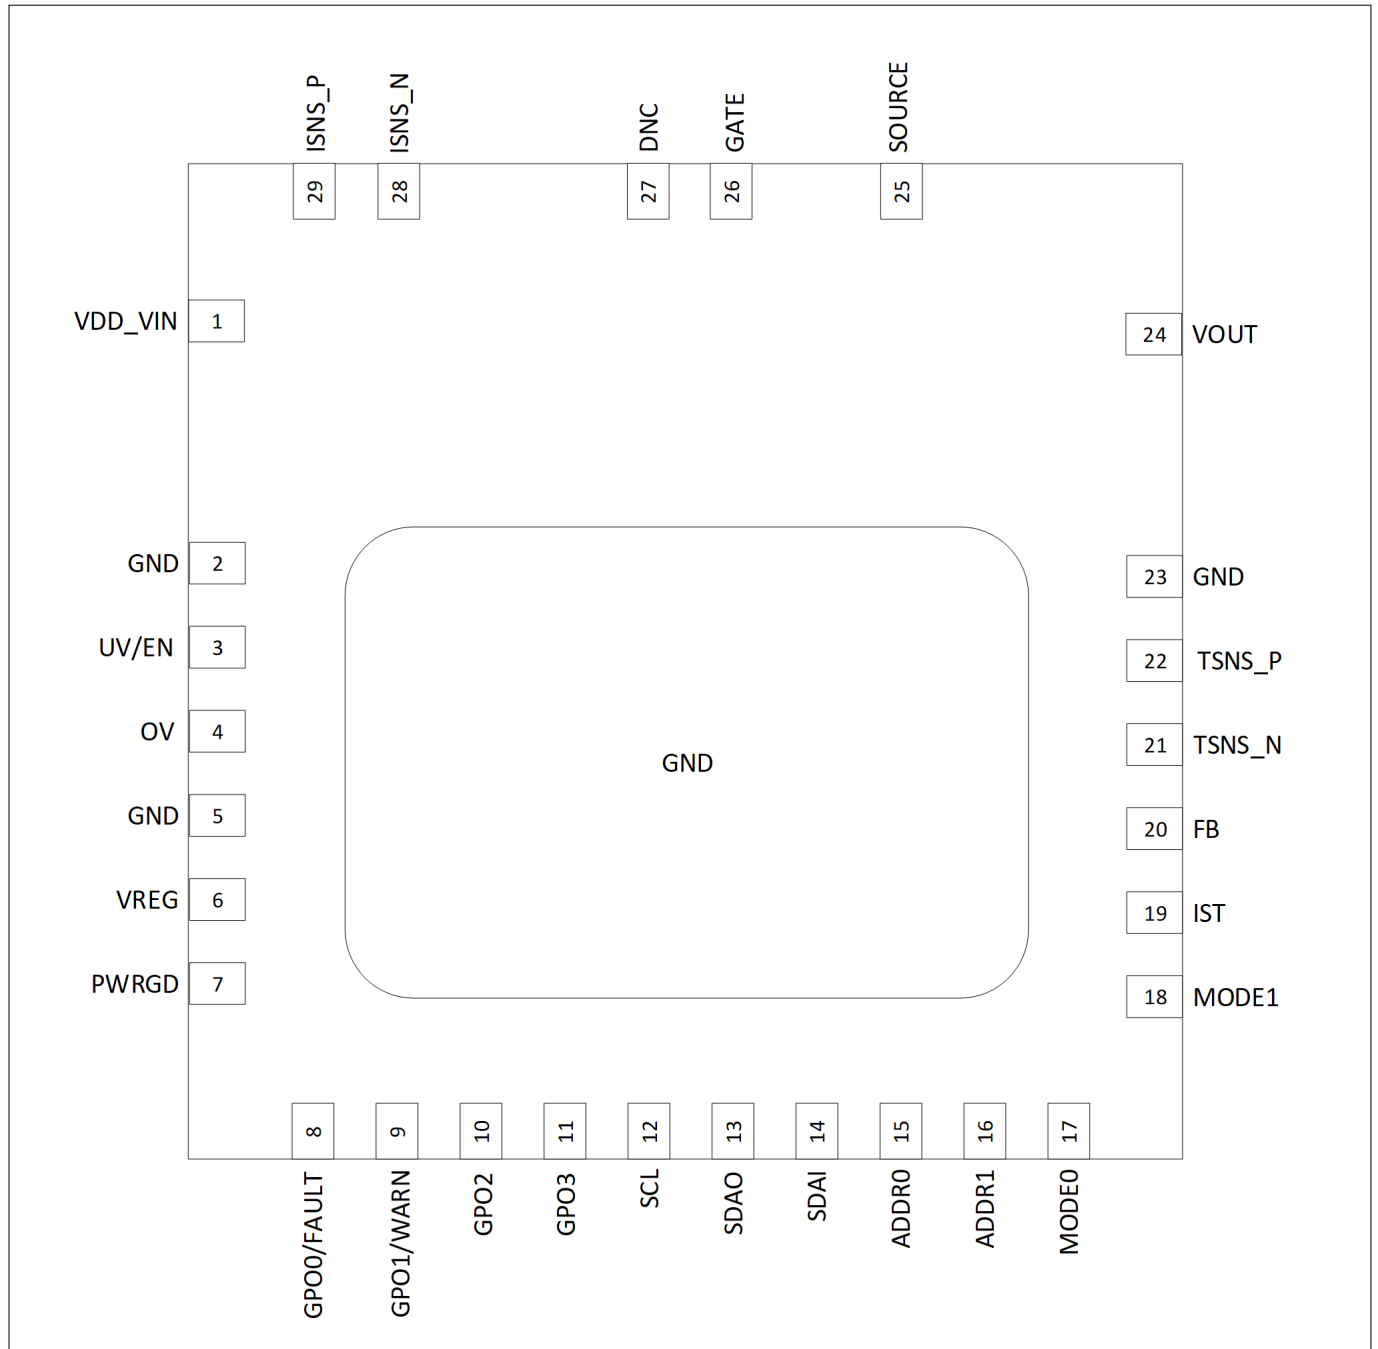 ISNS_P
ISNS_N
DNC
GATE
SOURCE
29
28
27
26
25
VDD_VIN 1
24 VOUT
GND 2
23 GND
UV/EN 3
22 TSNS_P
OV 4
21 TSNS_N
GND
GND 5
20 FB
VREG 6
19 IST
PWRGD 7
18 MODE1
8
9
10
11
12
13
14
15
16
17
GPO0/FAULT
GPO1/WARN
GPO2
GPO3
SCL
SDAO
SDAI
ADDR0
ADDR1
MODE0